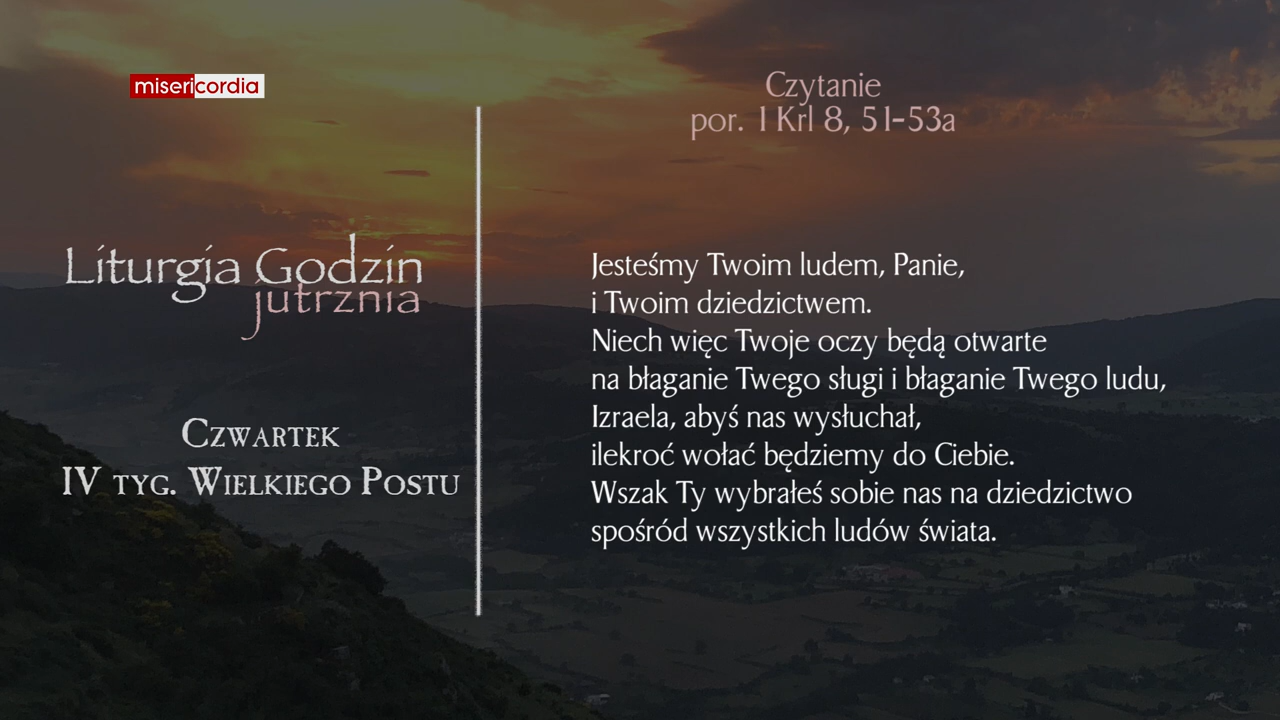 misericordia
Liturgia Godzin
jutrznia
Czwartek
IV tyg. Wielkiego Postu
Czytanie
por. 1 Krl 8, 51-53a
Jesteśmy Twoim ludem, Panie,
i Twoim dziedzictwem.
Niech więc Twoje oczy będą otwarte
na błaganie Twego sługi i błaganie Twego ludu,
Izraela, abyś nas wysłuchał,
ilekroć wołać będziemy do Ciebie.
Wszak Ty wybrałeś sobie nas na dziedzictwo
spośród wszystkich ludów świata.